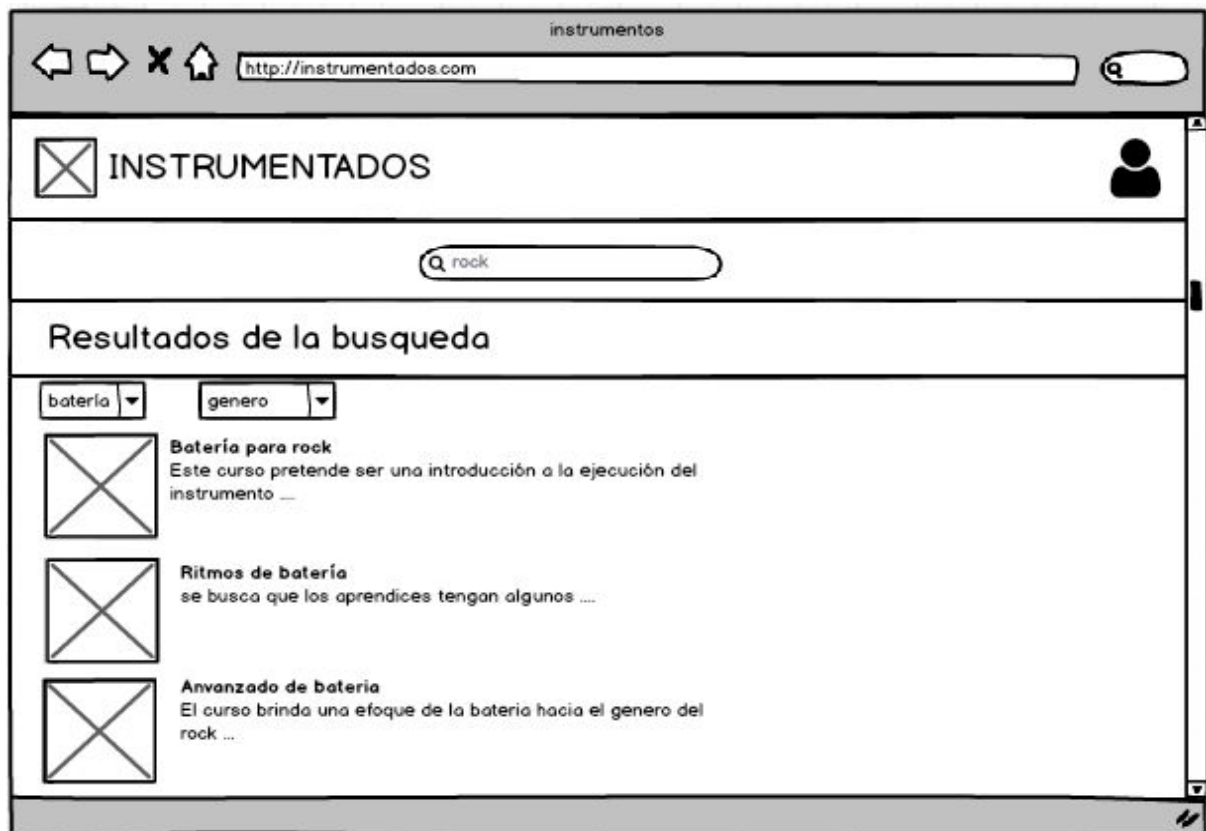 instrumentos
http://instrumentados.com
INSTRUMENTADOS
rock
Resultados de la busqueda
batería genero
Batería para rock
Este curso pretende ser una introducción a la ejecución del
instrumento ....
Ritmos de batería
se busca que los aprendices tengan algunos ....
Anvanzado de bateria
El curso brinda una efoque de la bateria hacia el genero del
rock ...